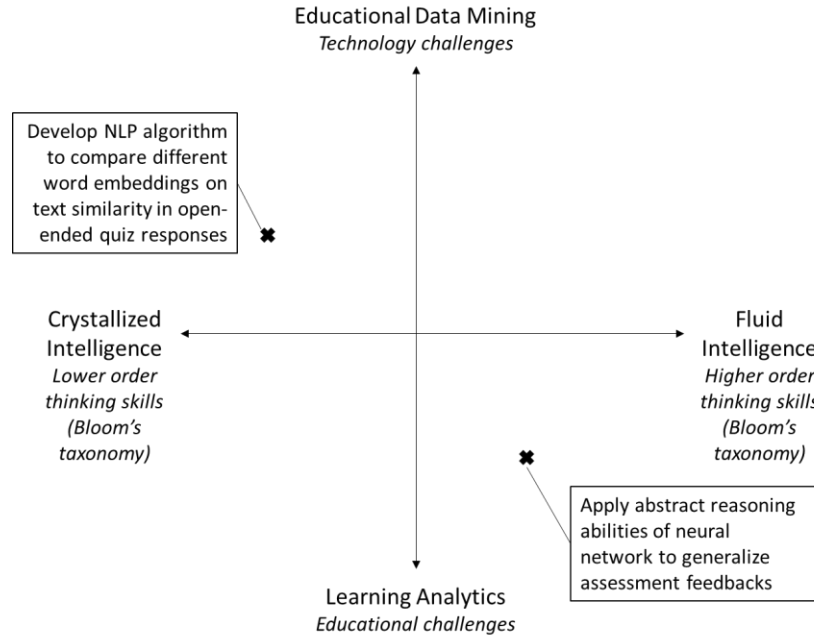 Educational Data Mining
Technology challenges
Develop NLP algorithm
to compare different
word embeddings on
text similarity in open-
ended quiz responses
Crystallized
Intelligence
Lower order
thinking skills
(Bloom's
taxonomy)
Fluid
Intelligence
Higher order
thinking skills
(Bloom's
taxonomy)
Apply abstract reasoning
abilities of neural
network to generalize
assessment feedbacks
Learning Analytics
Educational challenges